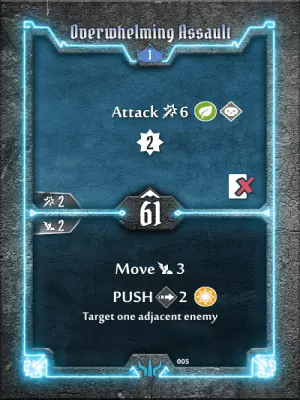 Overwhelming Assault
1
Attack 6
2
2
61
2
Move 3
PUSH 2
Target one adjacent enemy
005